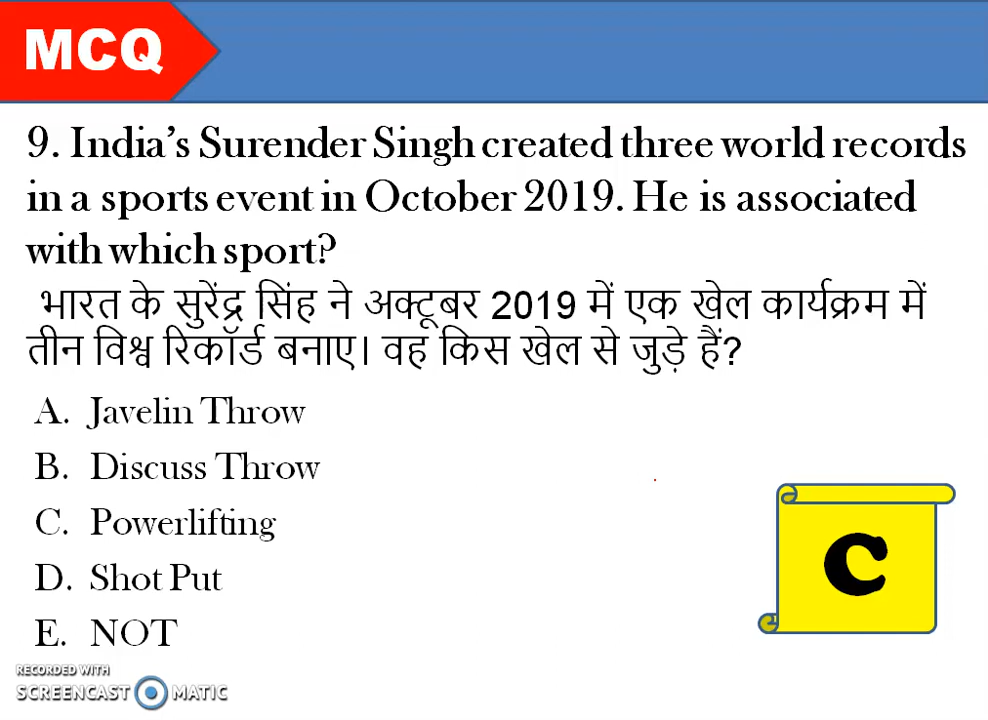 MCQ
9. India’s Surender Singh created three world records
in a sports event in October 2019. He is associated
with which sport?
भारत के सुरेंद्र सिंह ने अक्टूबर 2019 में एक खेल कार्यक्रम में
तीन विश्व रिकॉर्ड बनाए। वह किस खेल से जुड़े हैं?
A. Javelin Throw
B. Discuss Throw
C. Powerlifting
D. Shot Put
E. NOT
C
RECORDED WITH
SCREENCAST MATIC